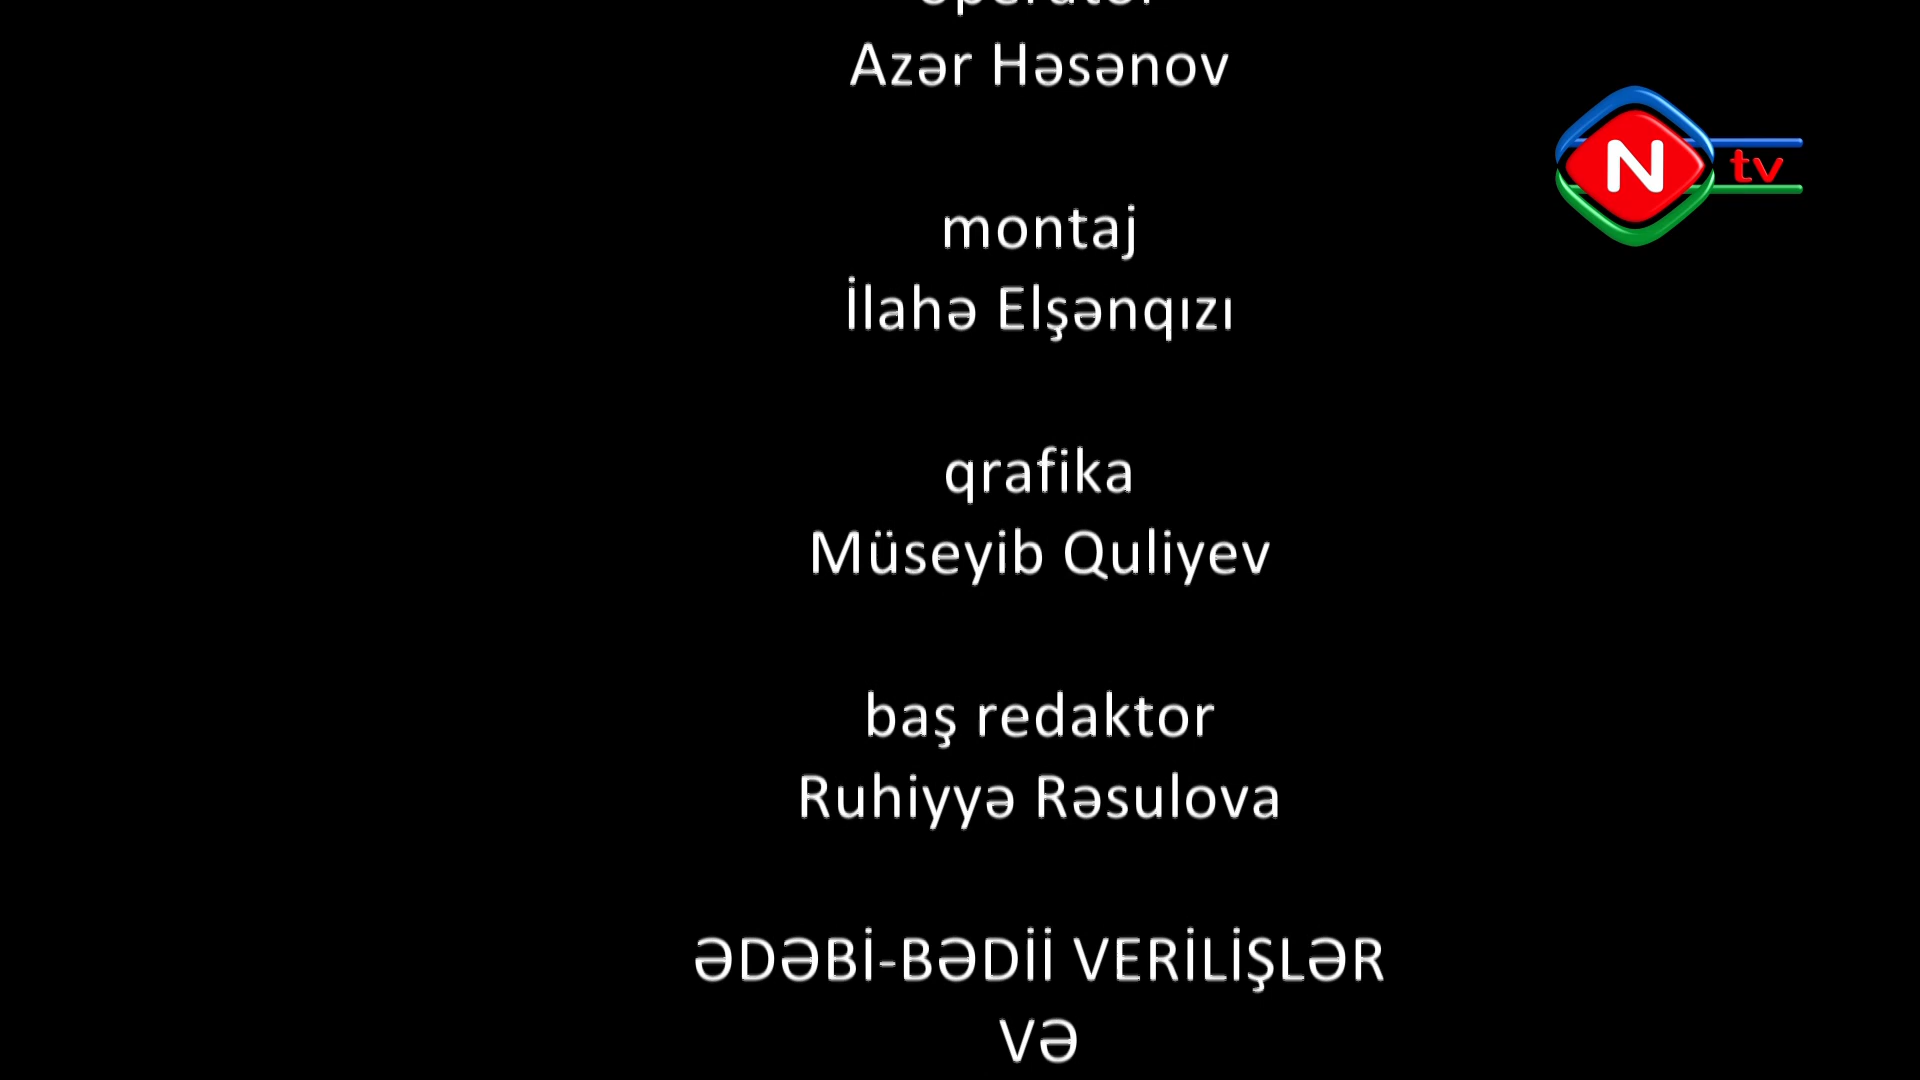 operator
Azər Həsənov
N tv
montaj
İlahə Elşənqızı
qrafika
Müseyib Quliyev
baş redaktor
Ruhiyyə Rəsulova
ƏDƏBİ-BƏDİİ VERİLİŞLƏR
VƏ